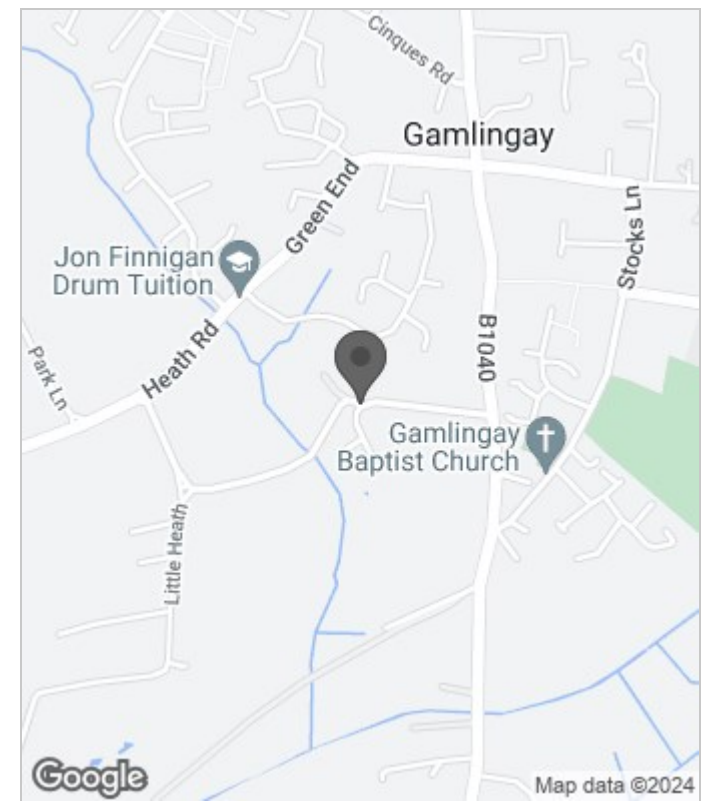 Cinques Rd
Gamlingay
Green End
Stocks Ln
Jon Finnigan
Drum Tuition
Heath Rd
B1040
Park Ln
Gamlingay
Baptist Church
Little Heath
Google
Map data ©2024